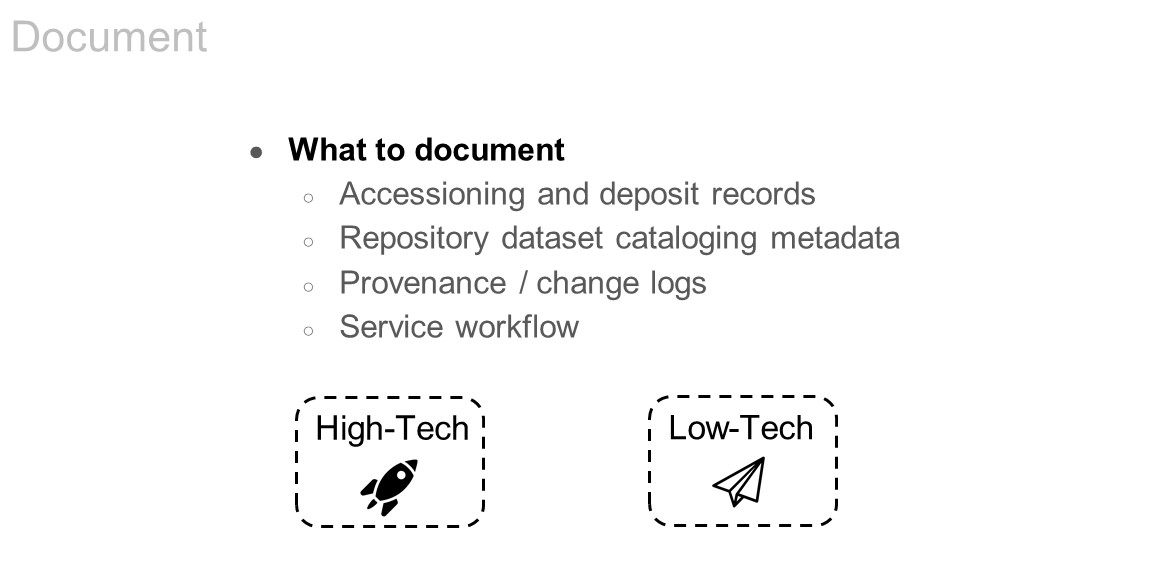 Document
What to document
Accessioning and deposit records
Repository dataset cataloging metadata
Provenance / change logs
Service workflow
High-Tech
Low-Tech